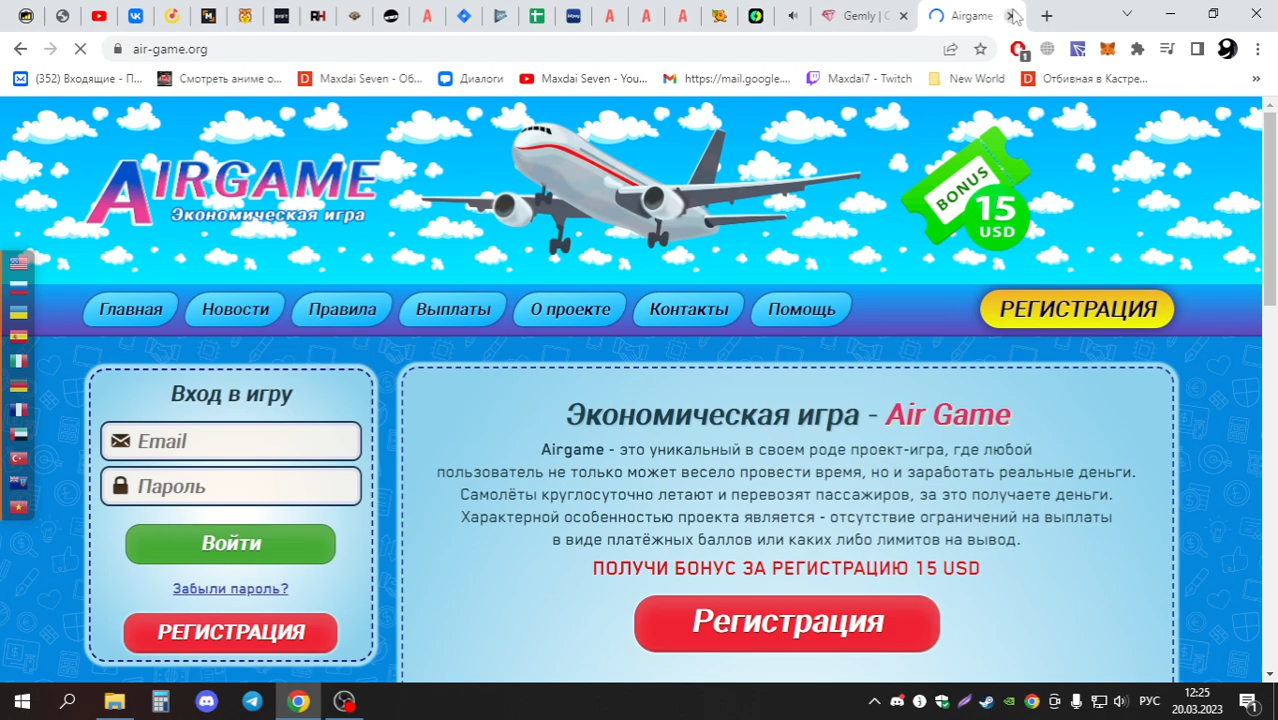 Gemly | C
Airgame
air-game.org
1
(352) Входящие - П...
Смотреть аниме о...
Maxdai Seven - Об...
Диалоги
Maxdai Seven - You...
https://mail.google....
Maxdai7 - Twitch
New World
Отбивная в Кастре...
»
AIRGAME
Экономическая игра
BONUS
15
USD
Главная
Новости
Правила
Выплаты
О проекте
Контакты
Помощь
РЕГИСТРАЦИЯ
Вход в игру
Email
Пароль
Войти
Забыли пароль?
РЕГИСТРАЦИЯ
Экономическая игра - Air Game
Airgame - это уникальный в своем роде проект-игра, где любой
пользователь не только может весело провести время, но и заработать реальные деньги.
Самолёты круглосуточно летают и перевозят пассажиров, за это получаете деньги.
Характерной особенностью проекта является - отсутствие ограничений на выплаты
в виде платёжных баллов или каких либо лимитов на вывод.
ПОЛУЧИ БОНУС ЗА РЕГИСТРАЦИЮ 15 USD
Регистрация
РУС
12:25
20.03.2023
1